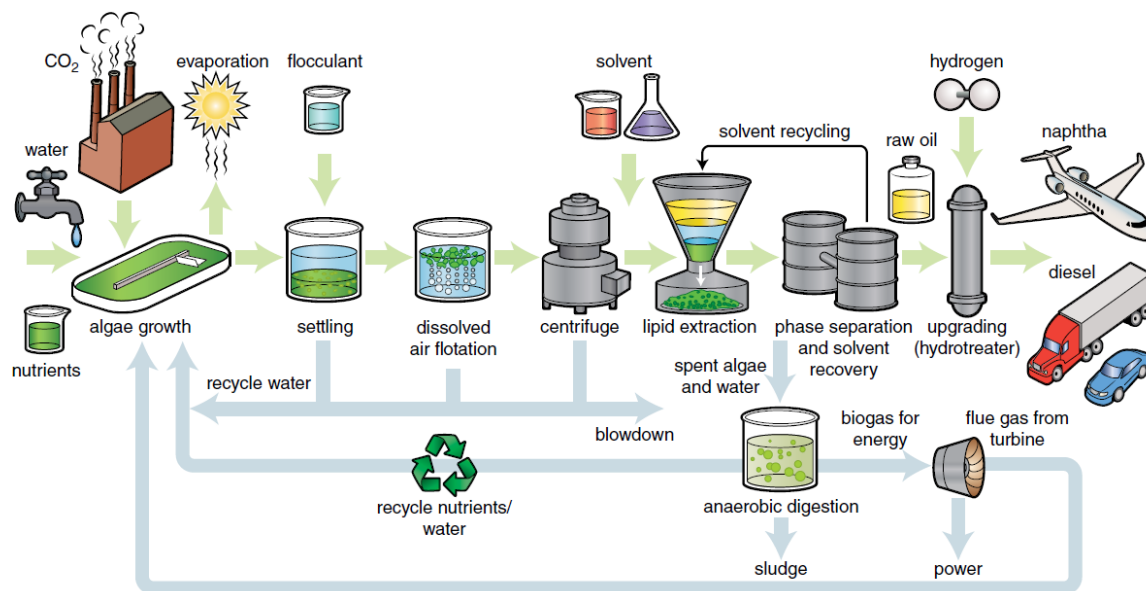 CO2
evaporation
flocculant
solvent
hydrogen
water
solvent recycling
raw oil
naphtha
nutrients
algae growth
settling
dissolved
air flotation
centrifuge
lipid extraction
phase separation
and solvent
recovery
upgrading
(hydrotreater)
diesel
recycle water
blowdown
spent algae
and water
biogas for
energy
flue gas from
turbine
recycle nutrients/
water
anaerobic digestion
sludge
power